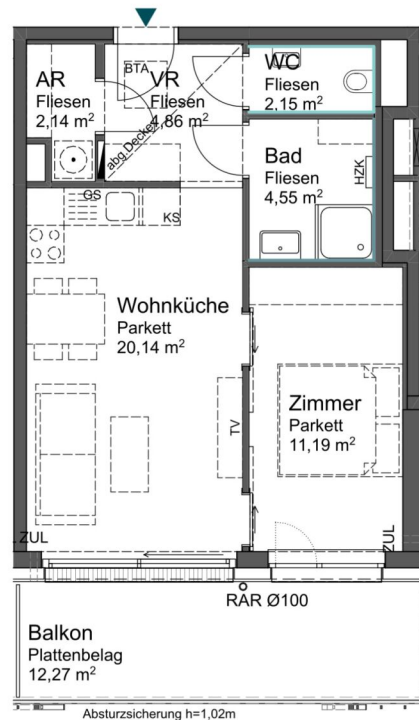 AR
Fliesen
2,14 m²
BTA
VR
Fliesen
4,86 m²
abg.Decke
WC
Fliesen
2,15 m²
Bad
Fliesen
4,55 m²
HZK
GS
KS
Wohnküche
Parkett
20,14 m²
TV
Zimmer
Parkett
11,19 m²
ZUL
ZUL
RAR Ø100
Balkon
Plattenbelag
12,27 m²
Absturzsicherung h=1,02m